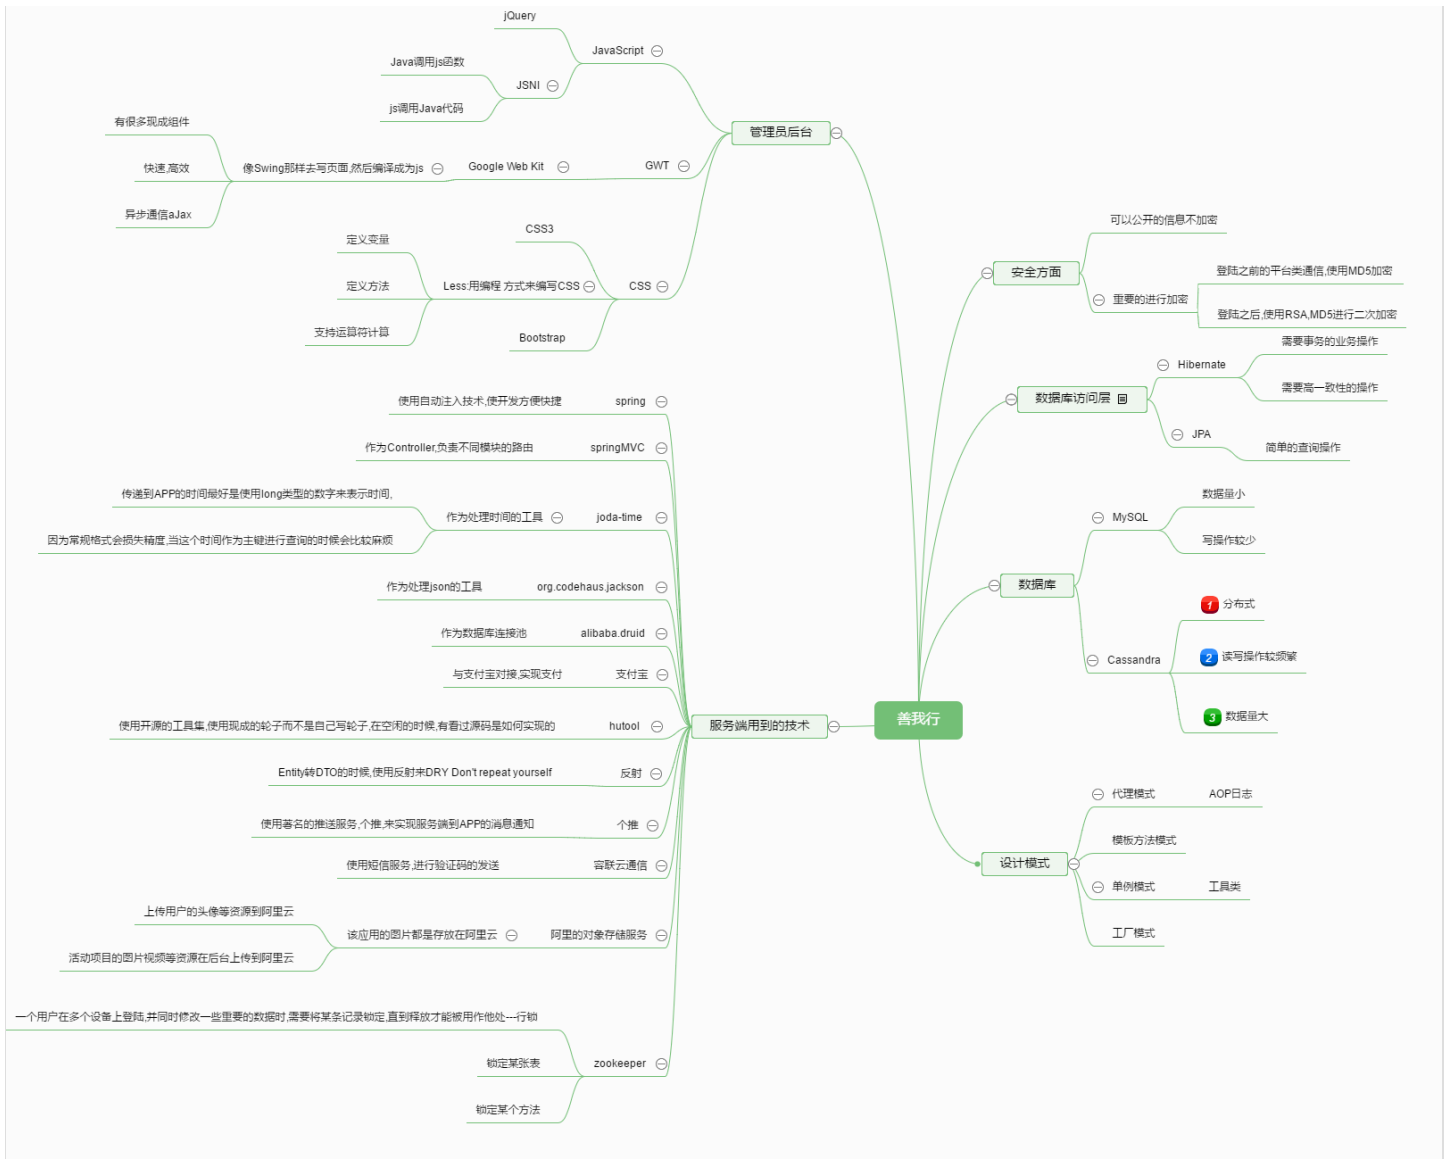 善我行
管理员后台
JavaScript
jQuery
JSNI
Java调用js函数
js调用Java代码
GWT
Google Web Kit
像Swing那样去写页面,然后编译成为js
有很多现成组件
快速,高效
异步通信aJax
CSS
CSS3
Less:用编程 方式来编写CSS
定义变量
定义方法
支持运算符计算
Bootstrap
服务端用到的技术
spring
使用自动注入技术,使开发方便快捷
springMVC
作为Controller,负责不同模块的路由
joda-time
作为处理时间的工具
传递到APP的时间最好是使用long类型的数字来表示时间,
因为常规格式会损失精度,当这个时间作为主键进行查询的时候会比较麻烦
org.codehaus.jackson
作为处理json的工具
alibaba.druid
作为数据库连接池
支付宝
与支付宝对接,实现支付
hutool
使用开源的工具集,使用现成的轮子而不是自己写轮子,在空闲的时候,有看过源码是如何实现的
反射
Entity转DTO的时候,使用反射来DRY Don't repeat yourself
个推
使用著名的推送服务,个推,来实现服务端到APP的消息通知
容联云通信
使用短信服务,进行验证码的发送
阿里的对象存储服务
该应用的图片都是存放在阿里云
上传用户的头像等资源到阿里云
活动项目的图片视频等资源在后台上传到阿里云
zookeeper
一个用户在多个设备上登陆,并同时修改一些重要的数据时,需要将某条记录锁定,直到释放才能被用作他处---行锁
锁定某张表
锁定某个方法
安全方面
可以公开的信息不加密
重要的进行加密
登陆之前的平台类通信,使用MD5加密
登陆之后,使用RSA,MD5进行二次加密
数据库访问层
Hibernate
需要事务的业务操作
需要高一致性的操作
JPA
简单的查询操作
数据库
MySQL
数据量小
写操作较少
Cassandra
1 分布式
2 读写操作较频繁
3 数据量大
设计模式
代理模式
AOP日志
模板方法模式
单例模式
工具类
工厂模式